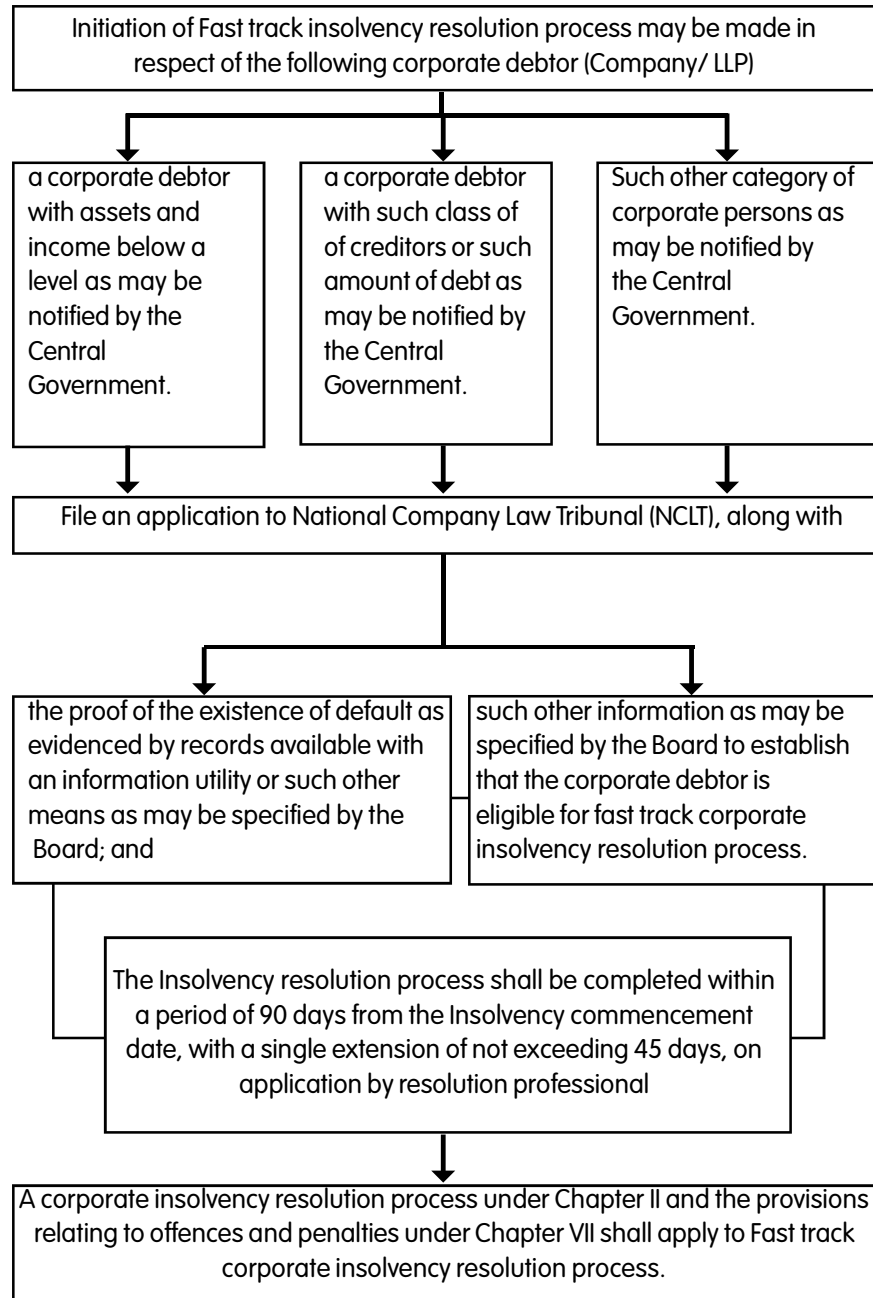 Initiation of Fast track insolvency resolution process may be made in
respect of the following corporate debtor (Company/ LLP)
a corporate debtor
with assets and
income below a
level as may be
notified by the
Central
Government.
a corporate debtor
with such class of
of creditors or such
amount of debt as
may be notified by
the Central
Government.
Such other category of
corporate persons as
may be notified by
the Central
Government.
File an application to National Company Law Tribunal (NCLT), along with
the proof of the existence of default as
evidenced by records available with
an information utility or such other
means as may be specified by the
Board; and
such other information as may be
specified by the Board to establish
that the corporate debtor is
eligible for fast track corporate
insolvency resolution process.
The Insolvency resolution process shall be completed within
a period of 90 days from the Insolvency commencement
date, with a single extension of not exceeding 45 days, on
application by resolution professional
A corporate insolvency resolution process under Chapter II and the provisions
relating to offences and penalties under Chapter VII shall apply to Fast track
corporate insolvency resolution process.